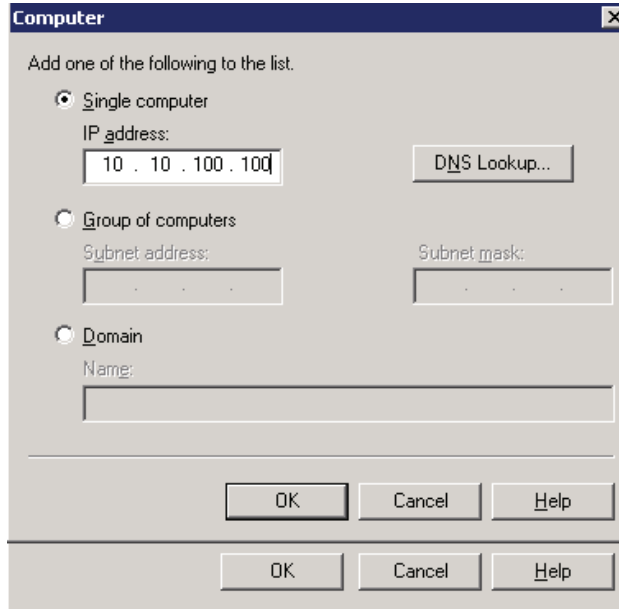 Computer
Add one of the following to the list.
Single computer
IP address:
10 . 10 . 100 . 100
DNS Lookup...
Group of computers
Subnet address:
Subnet mask:
. . .
. . .
Domain
Name:
OK
Cancel
Help
OK
Cancel
Help